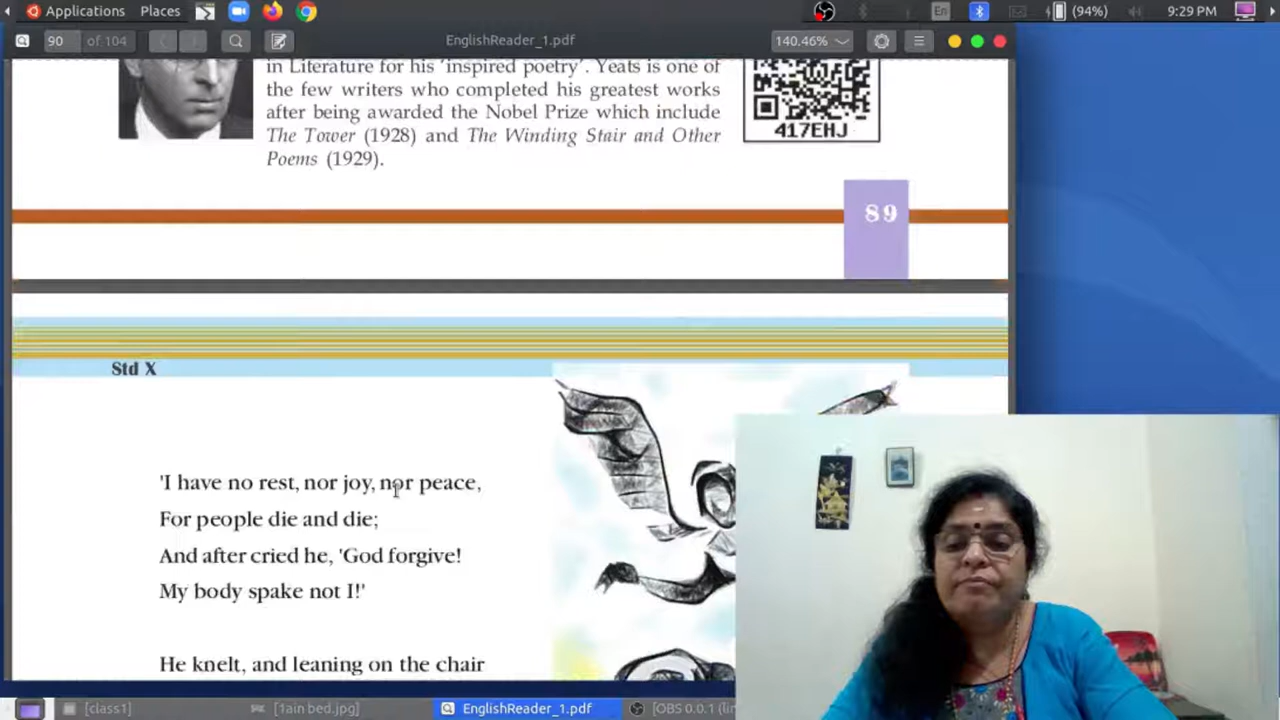 Applications Places En (94%) 9:29 PM
90 of 104 EnglishReader_1.pdf 140.46%
in Literature for his 'inspired poetry'. Yeats is one of
the few writers who completed his greatest works
after being awarded the Nobel Prize which include
The Tower (1928) and The Winding Stair and Other
Poems (1929).
417EHJ
89
Std X
'I have no rest, nor joy, nor peace,
For people die and die;
And after cried he, 'God forgive!
My body spake not I!'
He knelt, and leaning on the chair
[class1] [1ain bed.jpg] EnglishReader_1.pdf [OBS 0.0.1 (lin